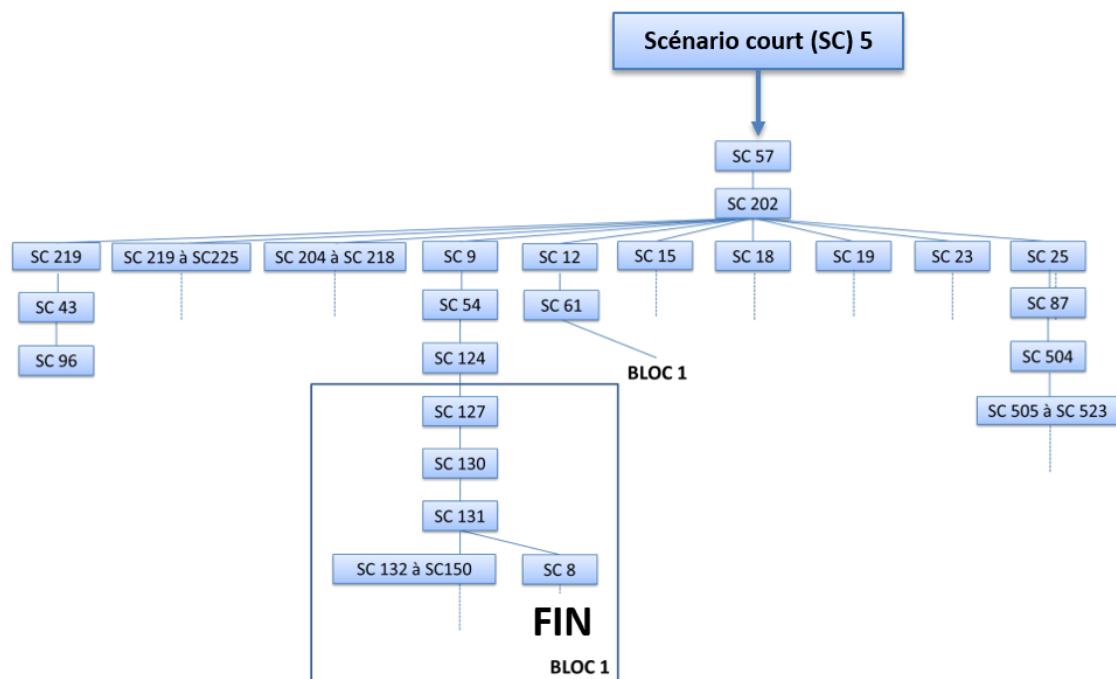 Scénario court (SC) 5
SC 57
SC 202
SC 219
SC 219 à SC225
SC 204 à SC 218
SC 9
SC 12
SC 15
SC 18
SC 19
SC 23
SC 25
SC 43
SC 54
SC 61
SC 87
SC 96
SC 124
BLOC 1
SC 504
SC 127
SC 505 à SC 523
SC 130
SC 131
SC 132 à SC150
SC 8
FIN
BLOC 1